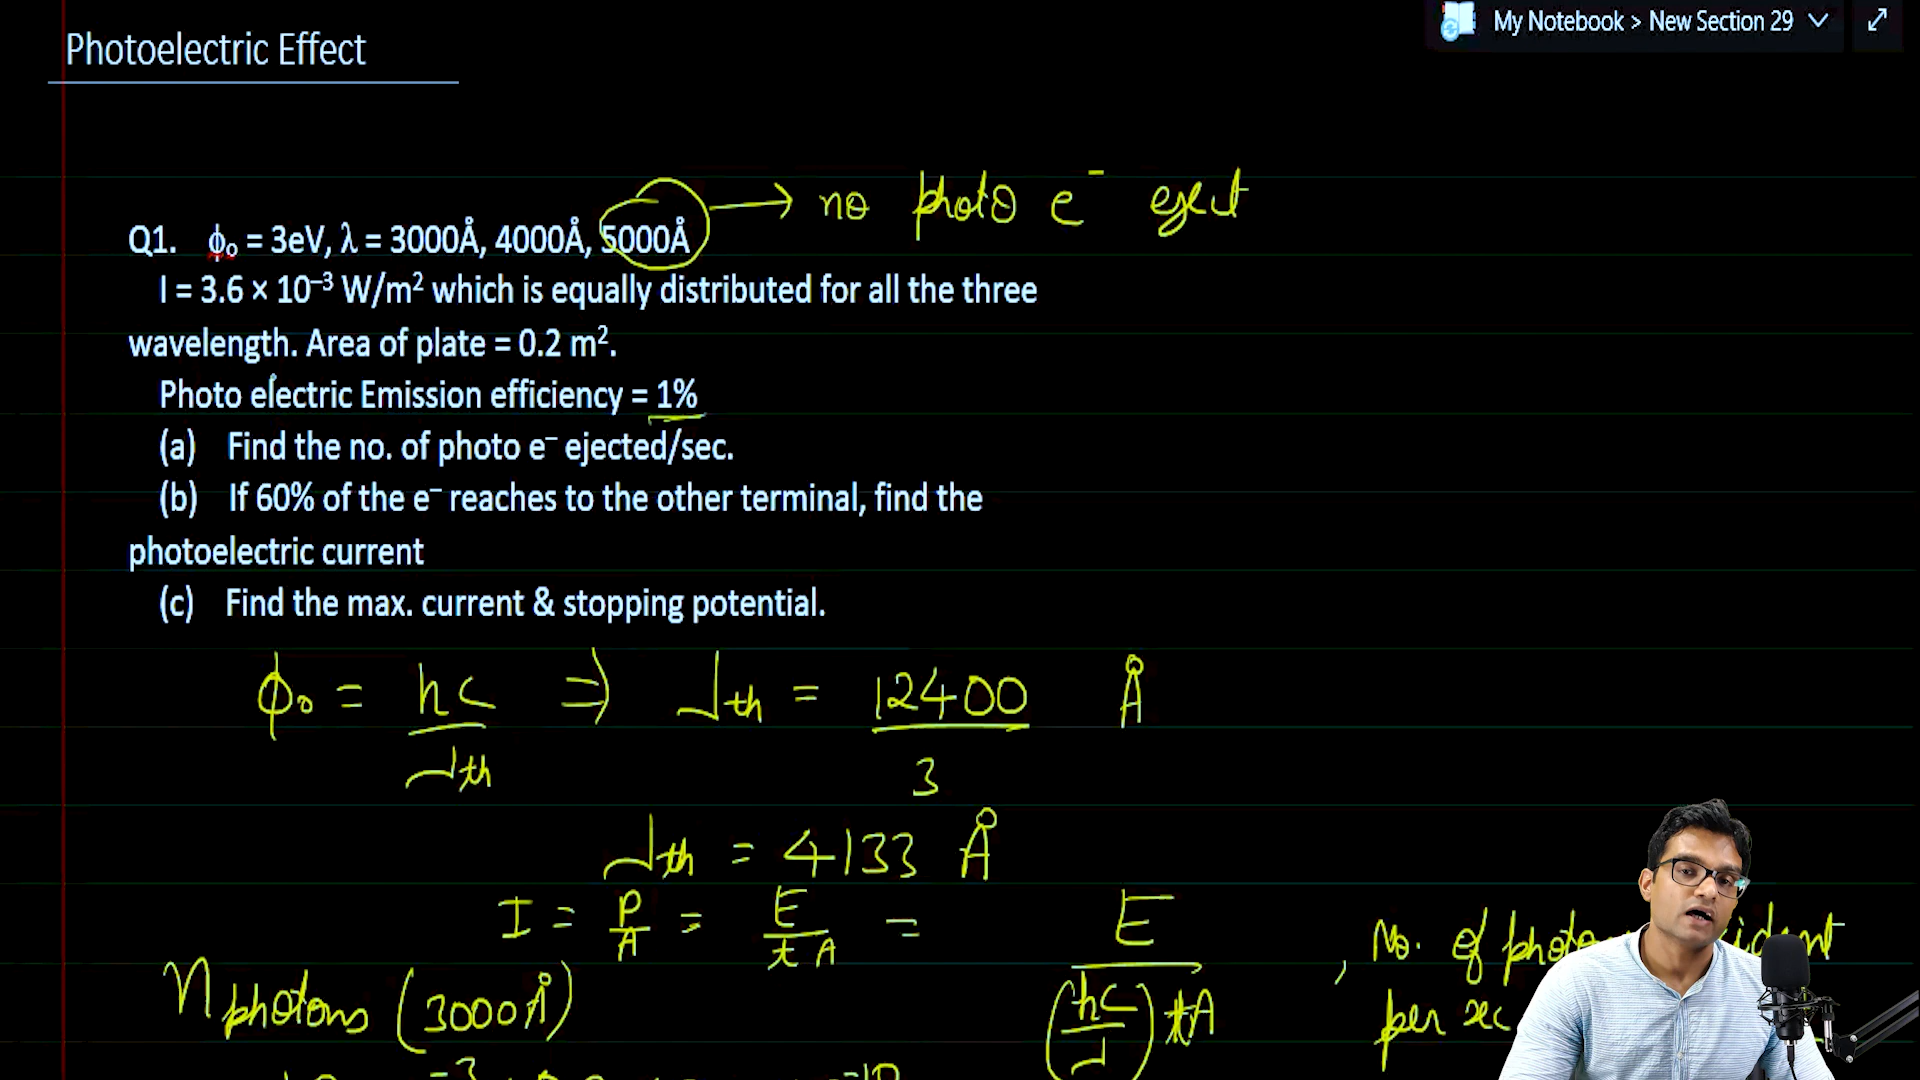 Photoelectric Effect
My Notebook > New Section 29
→ no photo e⁻ eject
Q1. ϕ₀ = 3eV, λ = 3000Å, 4000Å, 5000Å
I = 3.6 × 10⁻³ W/m² which is equally distributed for all the three
wavelength. Area of plate = 0.2 m².
Photo electric Emission efficiency = 1%
(a) Find the no. of photo e⁻ ejected/sec.
(b) If 60% of the e⁻ reaches to the other terminal, find the
photoelectric current
(c) Find the max. current & stopping potential.
ϕ₀ = hc/λth ⇒ λth = 12400/3 Å
λth = 4133 Å
I = P/A = E/tA = E/(hc/λ)tA , No. of
per sec
nphotons (3000Å)